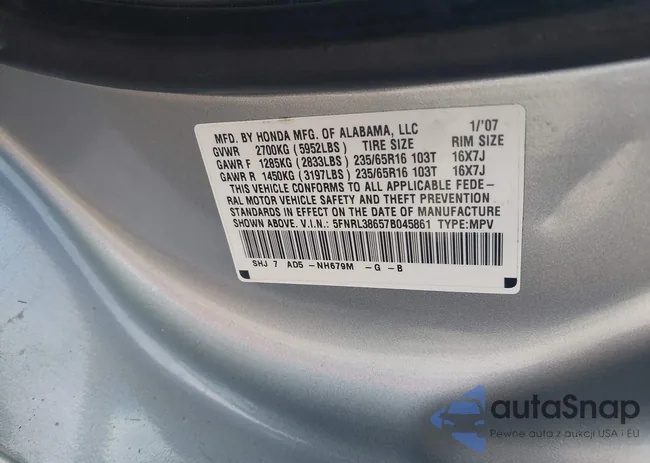 MFD. BY HONDA MFG. OF ALABAMA, LLC 1/'07
GVWR 2700KG (5952LBS) TIRE SIZE RIM SIZE
GAWR F 1285KG (2833LBS) 235/65R16 103T 16X7J
GAWR R 1450KG (3197LBS) 235/65R16 103T 16X7J
THIS VEHICLE CONFORMS TO ALL APPLICABLE FEDE-
RAL MOTOR VEHICLE SAFETY AND THEFT PREVENTION
STANDARDS IN EFFECT ON THE DATE OF MANUFACTURE
SHOWN ABOVE. V.I.N.: 5FNRL38657B045861 TYPE:MPV
SHJ 7 AD5 -NH679M -G -B
autoSnap
Pewne auta z aukcji USA i EU